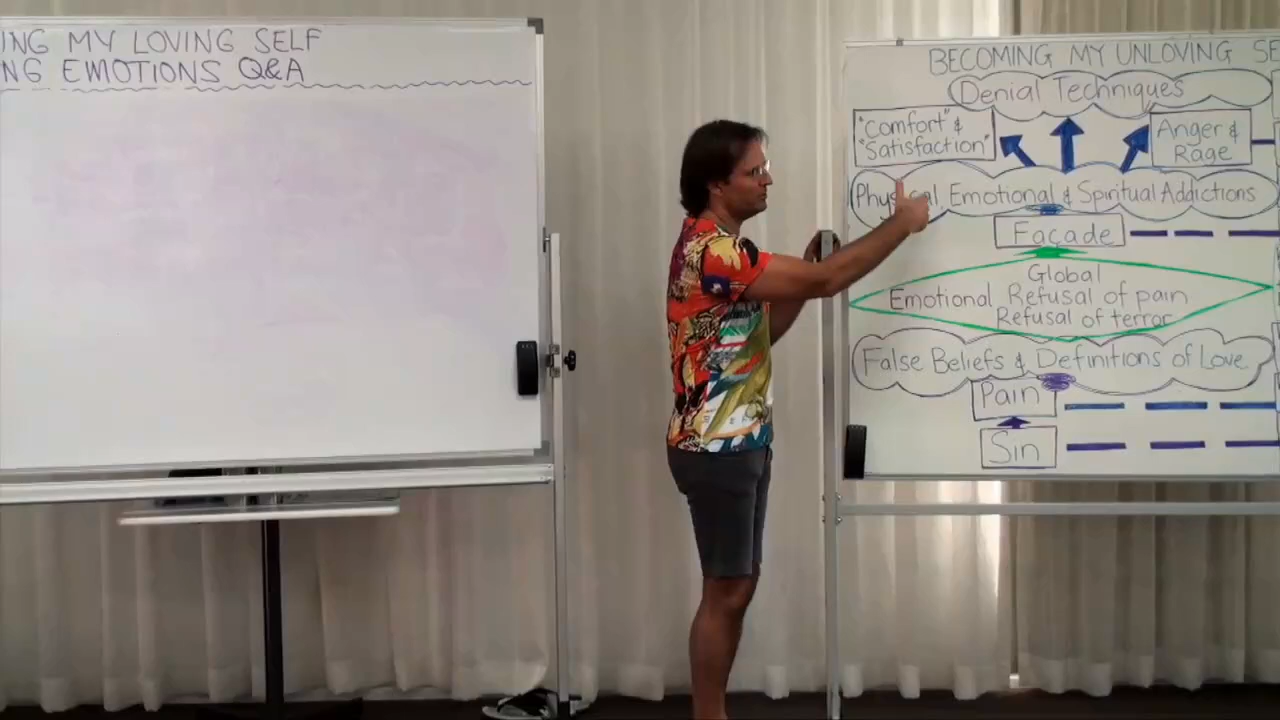 ING MY LOVING SELF
NG EMOTIONS Q&A
BECOMING MY UNLOVING SE
Denial Techniques
"Comfort" &
"Satisfaction"
Anger &
Rage
Physical, Emotional & Spiritual Addictions
Façade
Global
Emotional Refusal of pain
Refusal of terror
False Beliefs & Definitions of Love
Pain
Sin